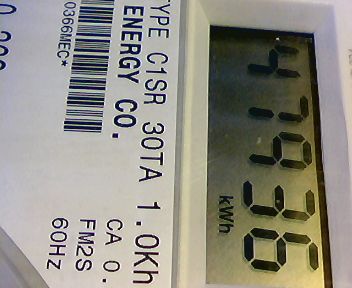 TYPE C1SR 30TA 1.0Kh
ENERGY CO.
CA 0.
FM2S
60HZ
0366MEC*
47936
kWh